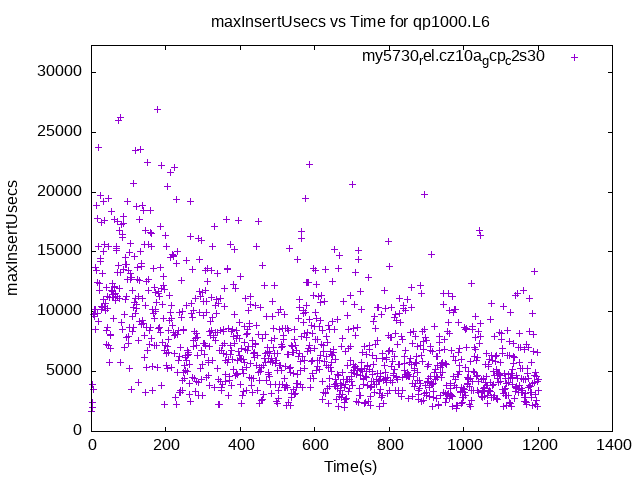 maxInsertUsecs vs Time for qp1000.L6
my5730rel.cz10agcpc2s30
30000
25000
20000
15000
10000
5000
0
maxInsertUsecs
0 200 400 600 800 1000 1200 1400
Time(s)